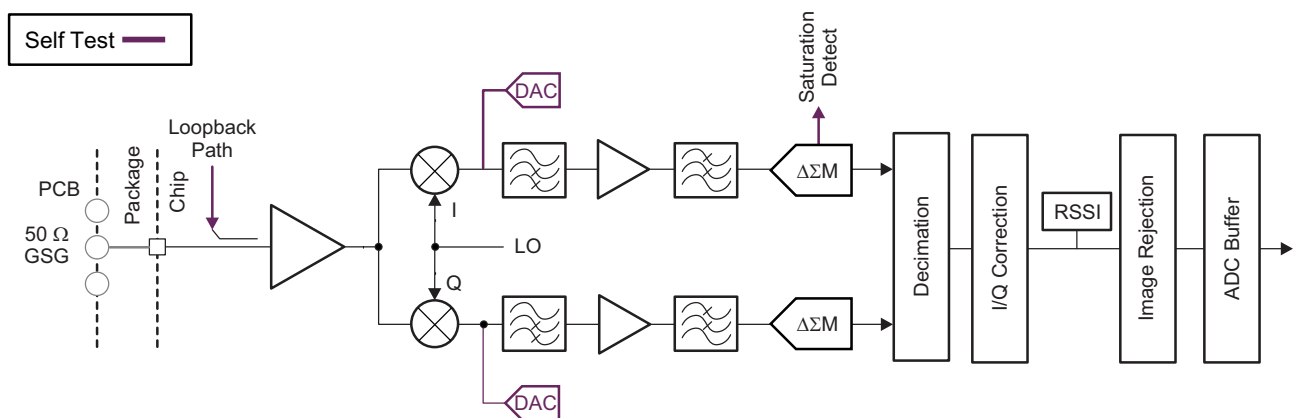 Self Test
DAC
Saturation
Detect
Loopback
Path
PCB
Package
Chip
50 Ω
GSG
I
LO
Q
ΔΣM
RSSI
Decimation
I/Q Correction
Image Rejection
ADC Buffer
ΔΣM
DAC